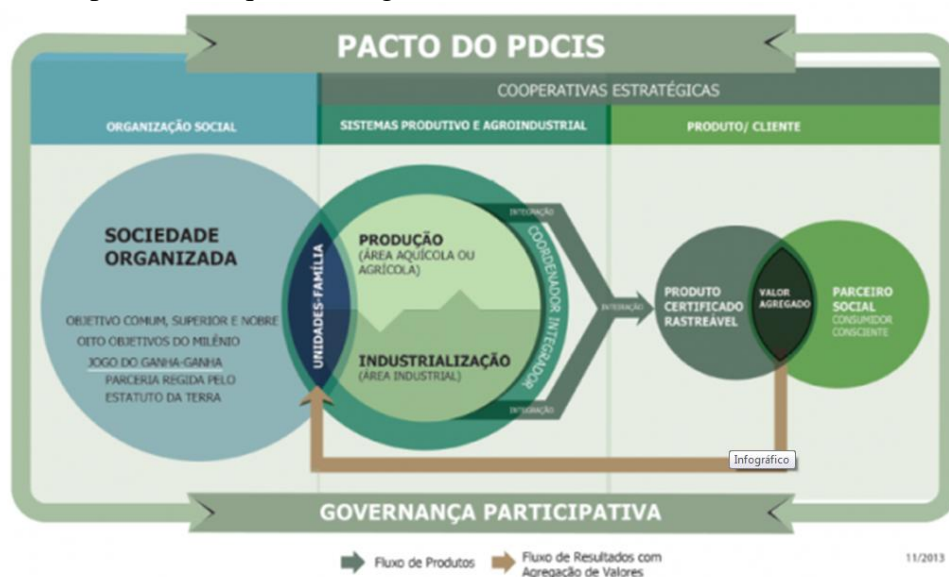 PACTO DO PDCIS
COOPERATIVAS ESTRATÉGICAS
ORGANIZAÇÃO SOCIAL
SISTEMAS PRODUTIVO E AGROINDUSTRIAL
PRODUTO/ CLIENTE
SOCIEDADE
ORGANIZADA
OBJETIVO COMUM, SUPERIOR E NOBRE
OITO OBJETIVOS DO MILÊNIO
JOGO DO GANHA-GANHA
PARCERIA REGIDA PELO
ESTATUTO DA TERRA
UNIDADES-FAMÍLIA
PRODUÇÃO
(ÁREA AQUÍCOLA OU
AGRÍCOLA)
INDUSTRIALIZAÇÃO
(ÁREA INDUSTRIAL)
COORDENADOR INTEGRADOR
INTEGRAÇÃO
INTEGRAÇÃO
INTEGRAÇÃO
PRODUTO
CERTIFICADO
RASTREÁVEL
VALOR
AGREGADO
PARCEIRO
SOCIAL
CONSUMIDOR
CONSCIENTE
Infográfico
GOVERNANÇA PARTICIPATIVA
Fluxo de Produtos
Fluxo de Resultados com
Agregação de Valores
11/2013